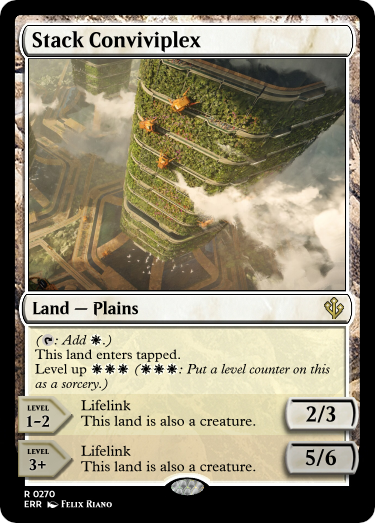 Stack Conviviplex
Land — Plains
(: Add .)
This land enters tapped.
Level up (: Put a level counter on this
as a sorcery.)
LEVEL
1-2
Lifelink
This land is also a creature.
2/3
LEVEL
3+
Lifelink
This land is also a creature.
5/6
R 0270
ERR Felix Riano